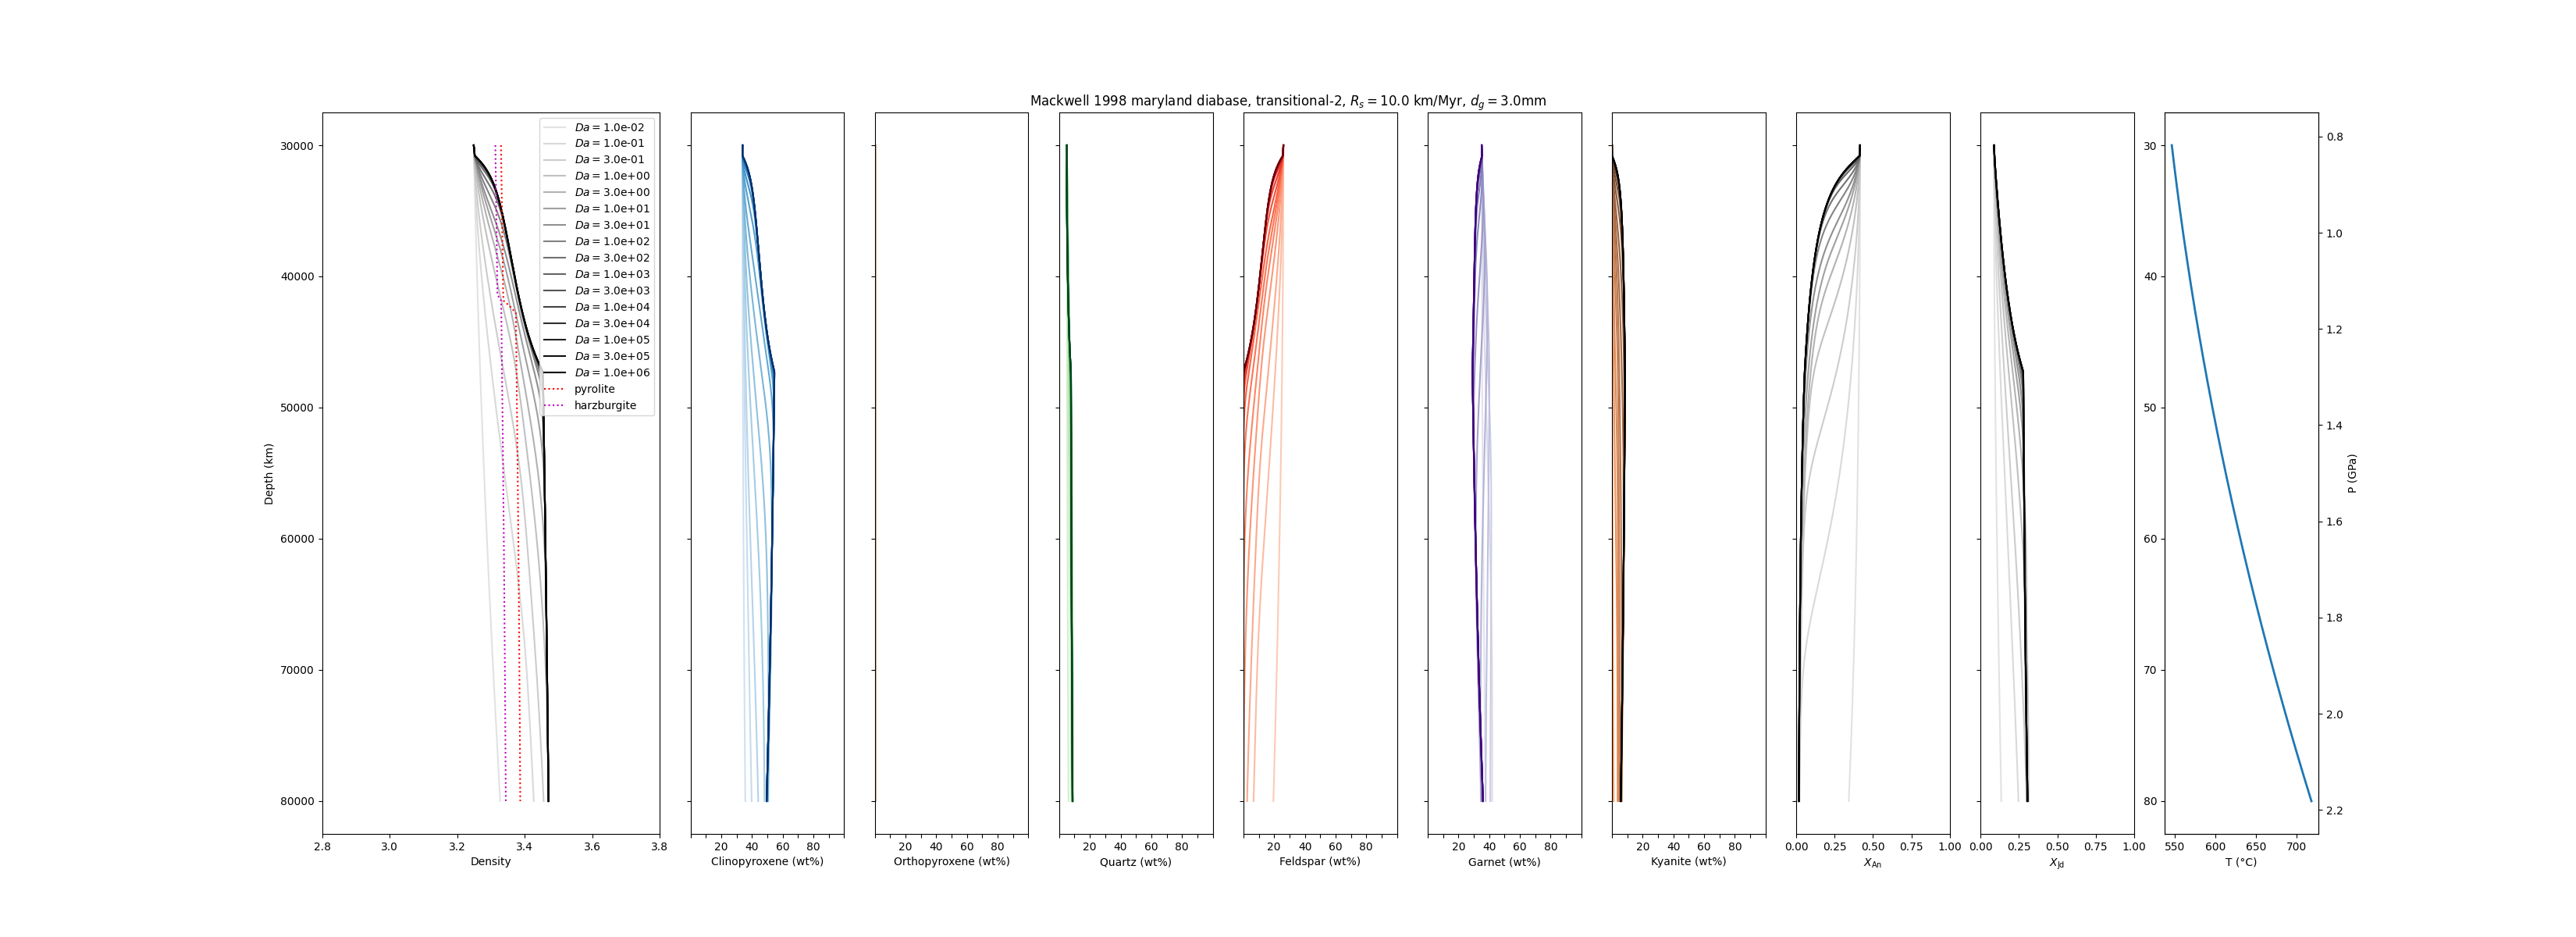 Mackwell 1998 maryland diabase, transitional-2, R_s = 10.0 km/Myr, d_g = 3.0mm
Da = 1.0e-02
Da = 1.0e-01
Da = 3.0e-01
Da = 1.0e+00
Da = 3.0e+00
Da = 1.0e+01
Da = 3.0e+01
Da = 1.0e+02
Da = 3.0e+02
Da = 1.0e+03
Da = 3.0e+03
Da = 1.0e+04
Da = 3.0e+04
Da = 1.0e+05
Da = 3.0e+05
Da = 1.0e+06
pyrolite
harzburgite
Depth (km)
30000
40000
50000
60000
70000
80000
2.8 3.0 3.2 3.4 3.6 3.8
Density
20 40 60 80
Clinopyroxene (wt%)
20 40 60 80
Orthopyroxene (wt%)
20 40 60 80
Quartz (wt%)
20 40 60 80
Feldspar (wt%)
20 40 60 80
Garnet (wt%)
20 40 60 80
Kyanite (wt%)
0.00 0.25 0.50 0.75 1.00
X_An
0.00 0.25 0.50 0.75 1.00
X_Jd
30
40
50
60
70
80
550 600 650 700
T (°C)
0.8
1.0
1.2
1.4
1.6
1.8
2.0
2.2
P (GPa)